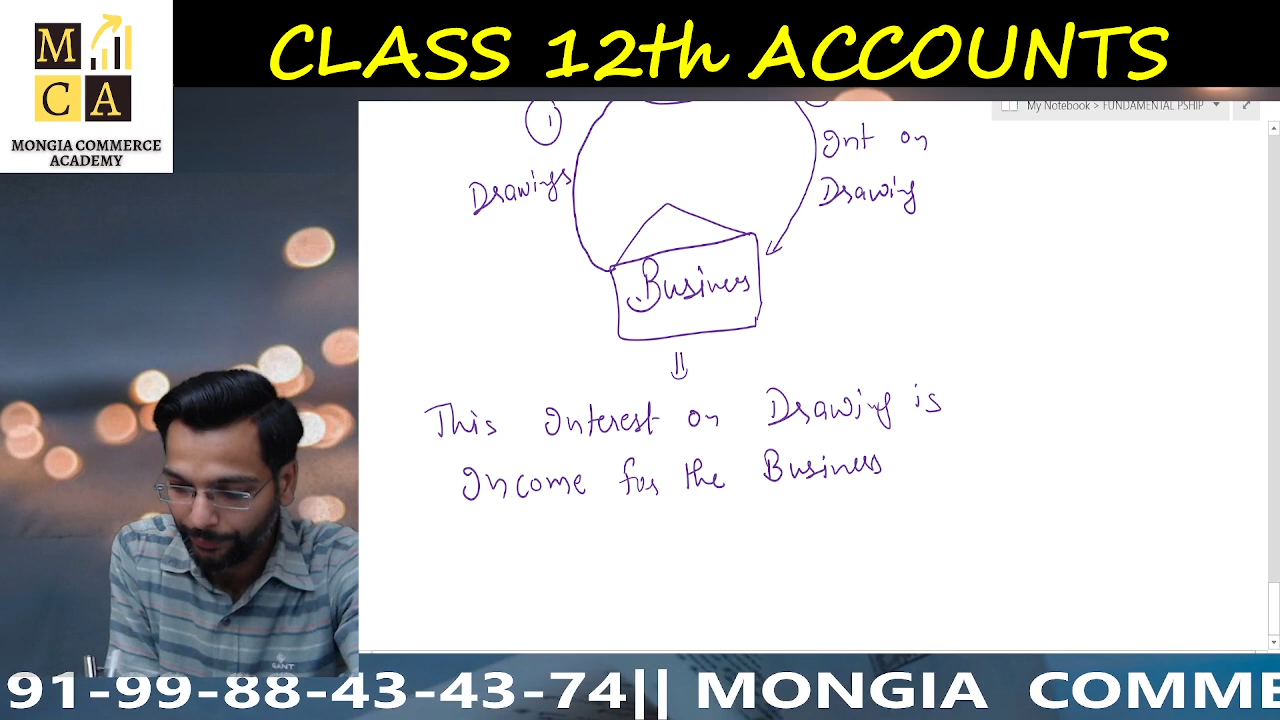 M
C A
MONGIA COMMERCE
ACADEMY
CLASS 12th ACCOUNTS
My Notebook > FUNDAMENTAL PSHIP
i
Drawings
Int on
Drawing
Business
This Interest on Drawing is
Income for the Business
GANT
91-99-88-43-43-74|| MONGIA COMME